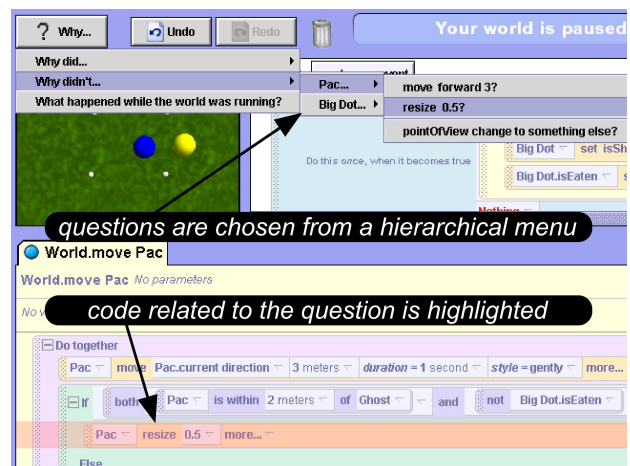 ? Why... Undo Redo Your world is paused
Why did...
Why didn't... Pac... move forward 3?
What happened while the world was running? Big Dot... resize 0.5?
pointOfView change to something else?
Do this once, when it becomes true
Big Dot set isSh
Big Dot.isEaten s
Nothing
questions are chosen from a hierarchical menu
World.move Pac
World.move Pac No parameters
No v
code related to the question is highlighted
Do together
Pac move Pac.current direction 3 meters duration = 1 second style = gently more...
If both Pac is within 2 meters of Ghost and not Big Dot.isEaten
Pac resize 0.5 more...
Else